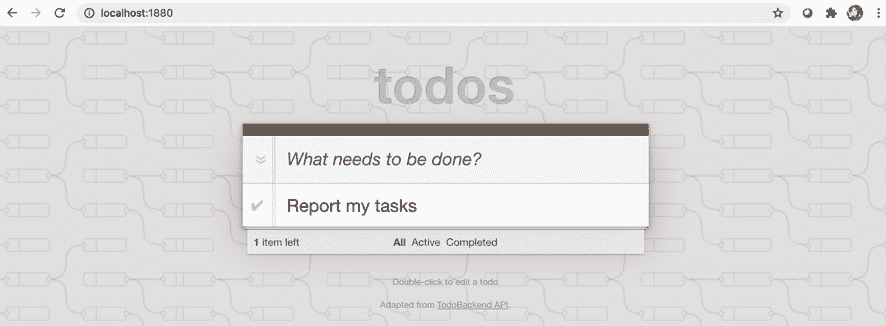 localhost:1880
todos
What needs to be done?
Report my tasks
1 item left All Active Completed
Double-click to edit a todo
Adapted from TodoBackend API.